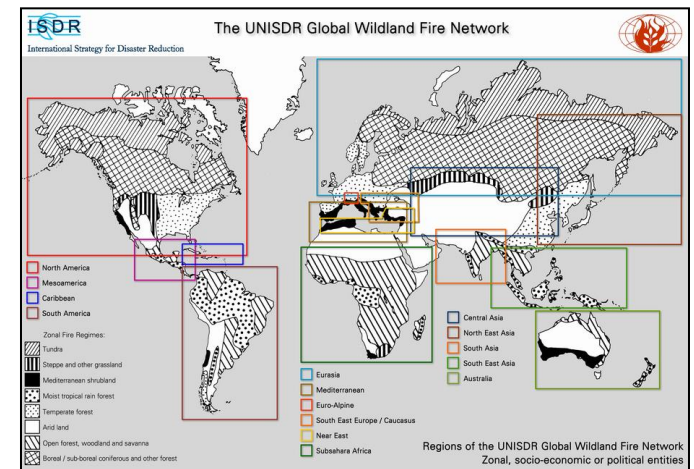 ISDR
International Strategy for Disaster Reduction
The UNISDR Global Wildland Fire Network
North America
Mesoamerica
Caribbean
South America
Zonal Fire Regimes:
Tundra
Steppe and other grassland
Mediterranean shrubland
Moist tropical rain forest
Temperate forest
Arid land
Open forest, woodland and savanna
Boreal / sub-boreal coniferous and other forest
Eurasia
Mediterranean
Euro-Alpine
South East Europe / Caucasus
Near East
Subsahara Africa
Central Asia
North East Asia
South Asia
South East Asia
Australia
Regions of the UNISDR Global Wildland Fire Network
Zonal, socio-economic or political entities